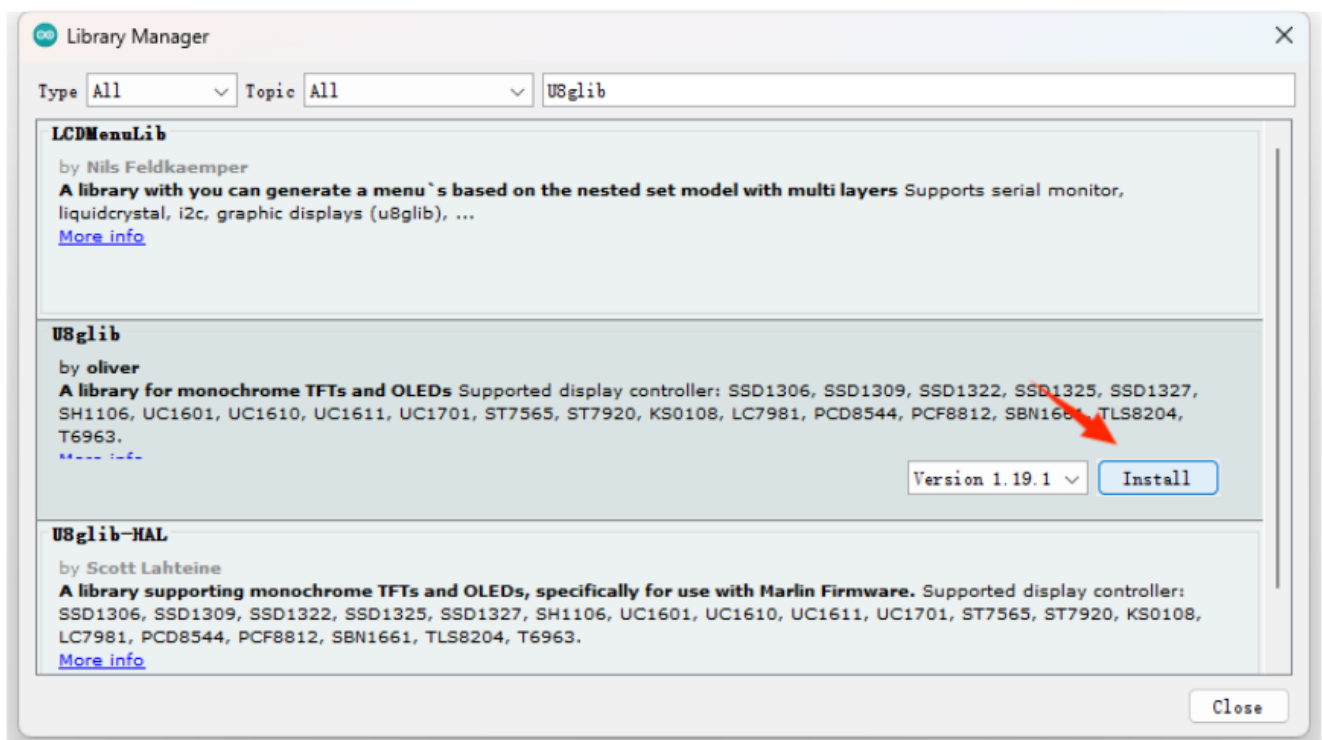 Library Manager
Type All Topic All U8glib
LCDMenuLib
by Nils Feldkaemper
A library with you can generate a menu`s based on the nested set model with multi layers Supports serial monitor,
liquidcrystal, i2c, graphic displays (u8glib), ...
More info
U8glib
by oliver
A library for monochrome TFTs and OLEDs Supported display controller: SSD1306, SSD1309, SSD1322, SSD1325, SSD1327,
SH1106, UC1601, UC1610, UC1611, UC1701, ST7565, ST7920, KS0108, LC7981, PCD8544, PCF8812, SBN1661, TLS8204,
T6963.
More info
Version 1.19.1 Install
U8glib-HAL
by Scott Lahteine
A library supporting monochrome TFTs and OLEDs, specifically for use with Marlin Firmware. Supported display controller:
SSD1306, SSD1309, SSD1322, SSD1325, SSD1327, SH1106, UC1601, UC1610, UC1611, UC1701, ST7565, ST7920, KS0108,
LC7981, PCD8544, PCF8812, SBN1661, TLS8204, T6963.
More info
Close